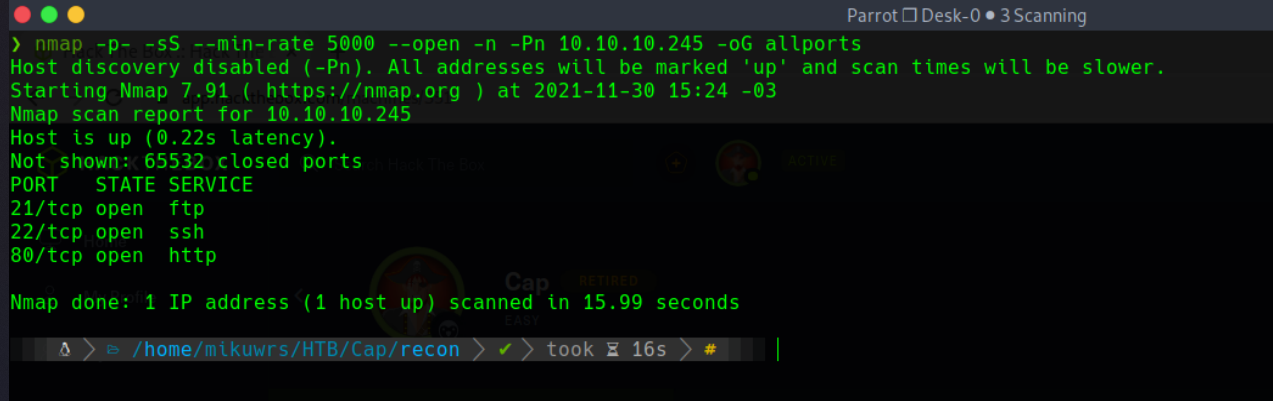 Parrot ❐ Desk-0 ● 3 Scanning
❯ nmap -p- -sS --min-rate 5000 --open -n -Pn 10.10.10.245 -oG allports
Host discovery disabled (-Pn). All addresses will be marked 'up' and scan times will be slower.
Starting Nmap 7.91 ( https://nmap.org ) at 2021-11-30 15:24 -03
Nmap scan report for 10.10.10.245
Host is up (0.22s latency).
Not shown: 65532 closed ports
Hack The Box
ACTIVE
PORT   STATE SERVICE
21/tcp open  ftp
22/tcp open  ssh
80/tcp open  http
Cap RETIRED
Nmap done: 1 IP address (1 host up) scanned in 15.99 seconds
EASY
/home/mikuwrs/HTB/Cap/recon ❯ ✔ ❯ took ⌛ 16s ❯ #